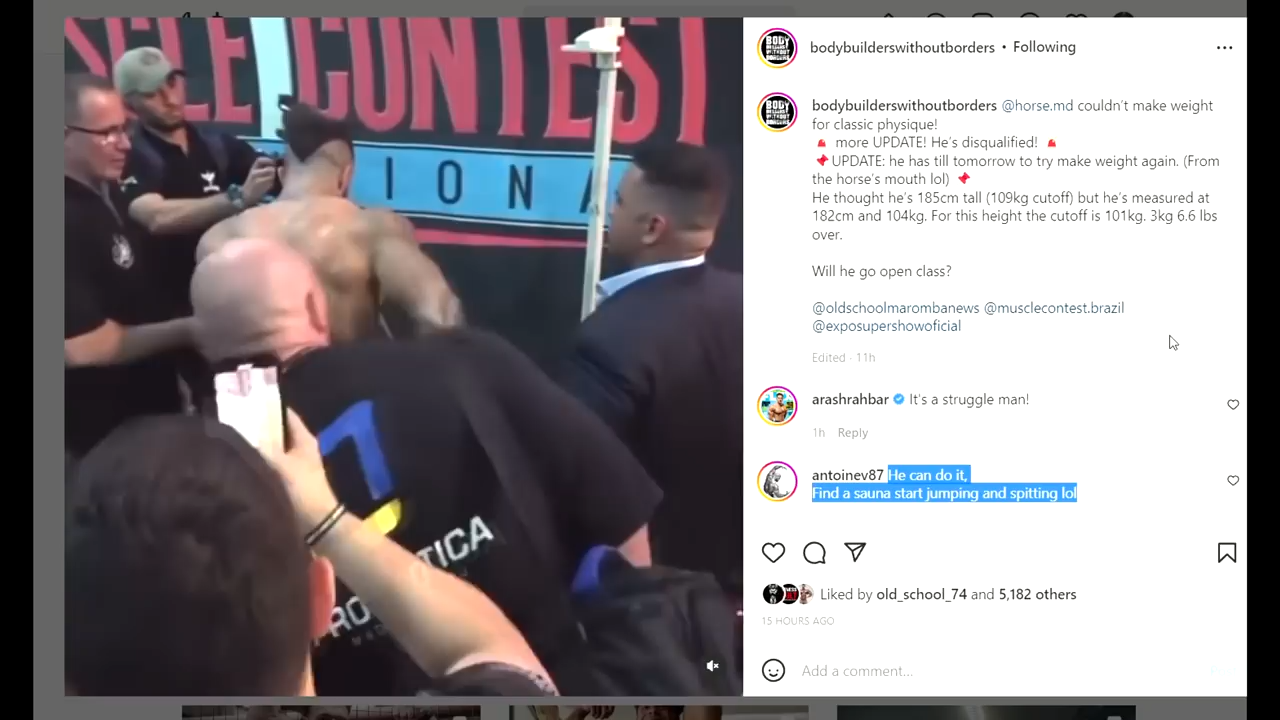 SCLE CONTEST
IONA
TICA
PRO
bodybuilderswithoutborders • Following
bodybuilderswithoutborders @horse.md couldn't make weight
for classic physique!
more UPDATE! He's disqualified!
UPDATE: he has till tomorrow to try make weight again. (From
the horse's mouth lol)
He thought he's 185cm tall (109kg cutoff) but he's measured at
182cm and 104kg. For this height the cutoff is 101kg. 3kg 6.6 lbs
over.
Will he go open class?
@oldschoolmarombanews @musclecontest.brazil
@exposupershowoficial
Edited · 11h
arashrahbar It's a struggle man!
1h Reply
antoinev87 He can do it,
Find a sauna start jumping and spitting lol
Liked by old_school_74 and 5,182 others
15 HOURS AGO
Add a comment...